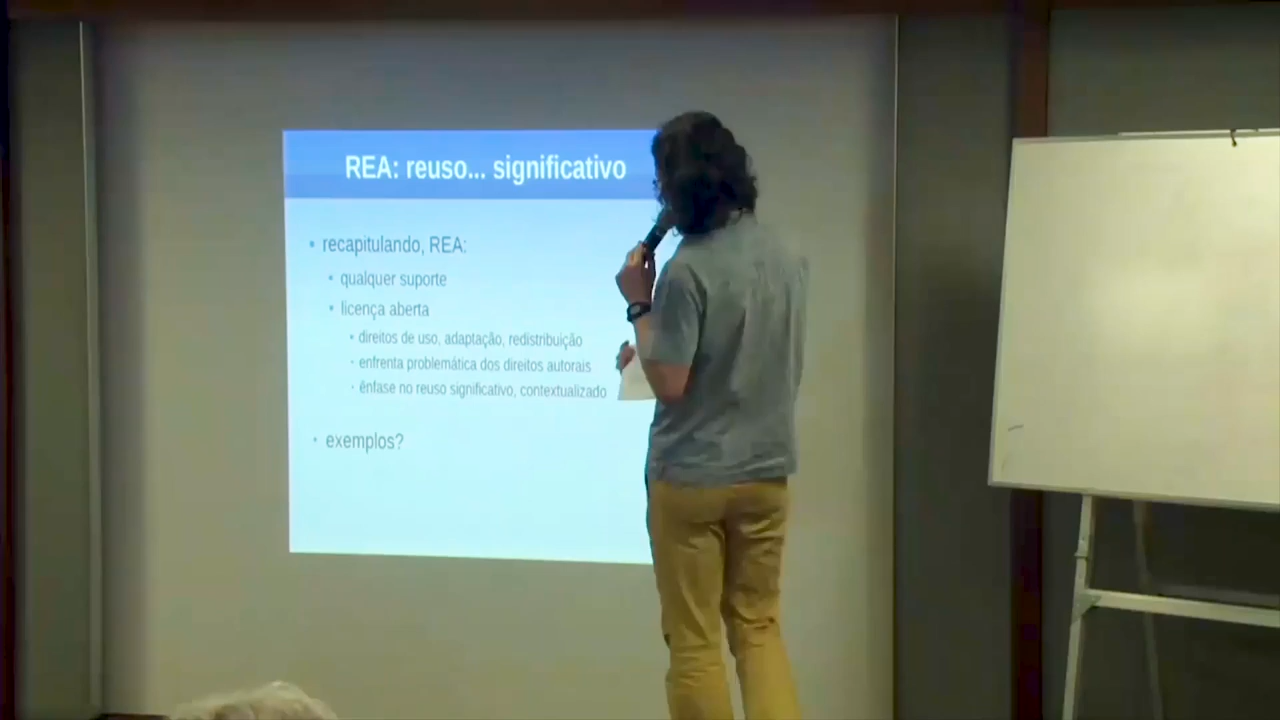 REA: reuso... significativo
recapitulando, REA:
qualquer suporte
licença aberta
direitos de uso, adaptação, redistribuição
enfrenta problemática dos direitos autorais
ênfase no reuso significativo, contextualizado
exemplos?